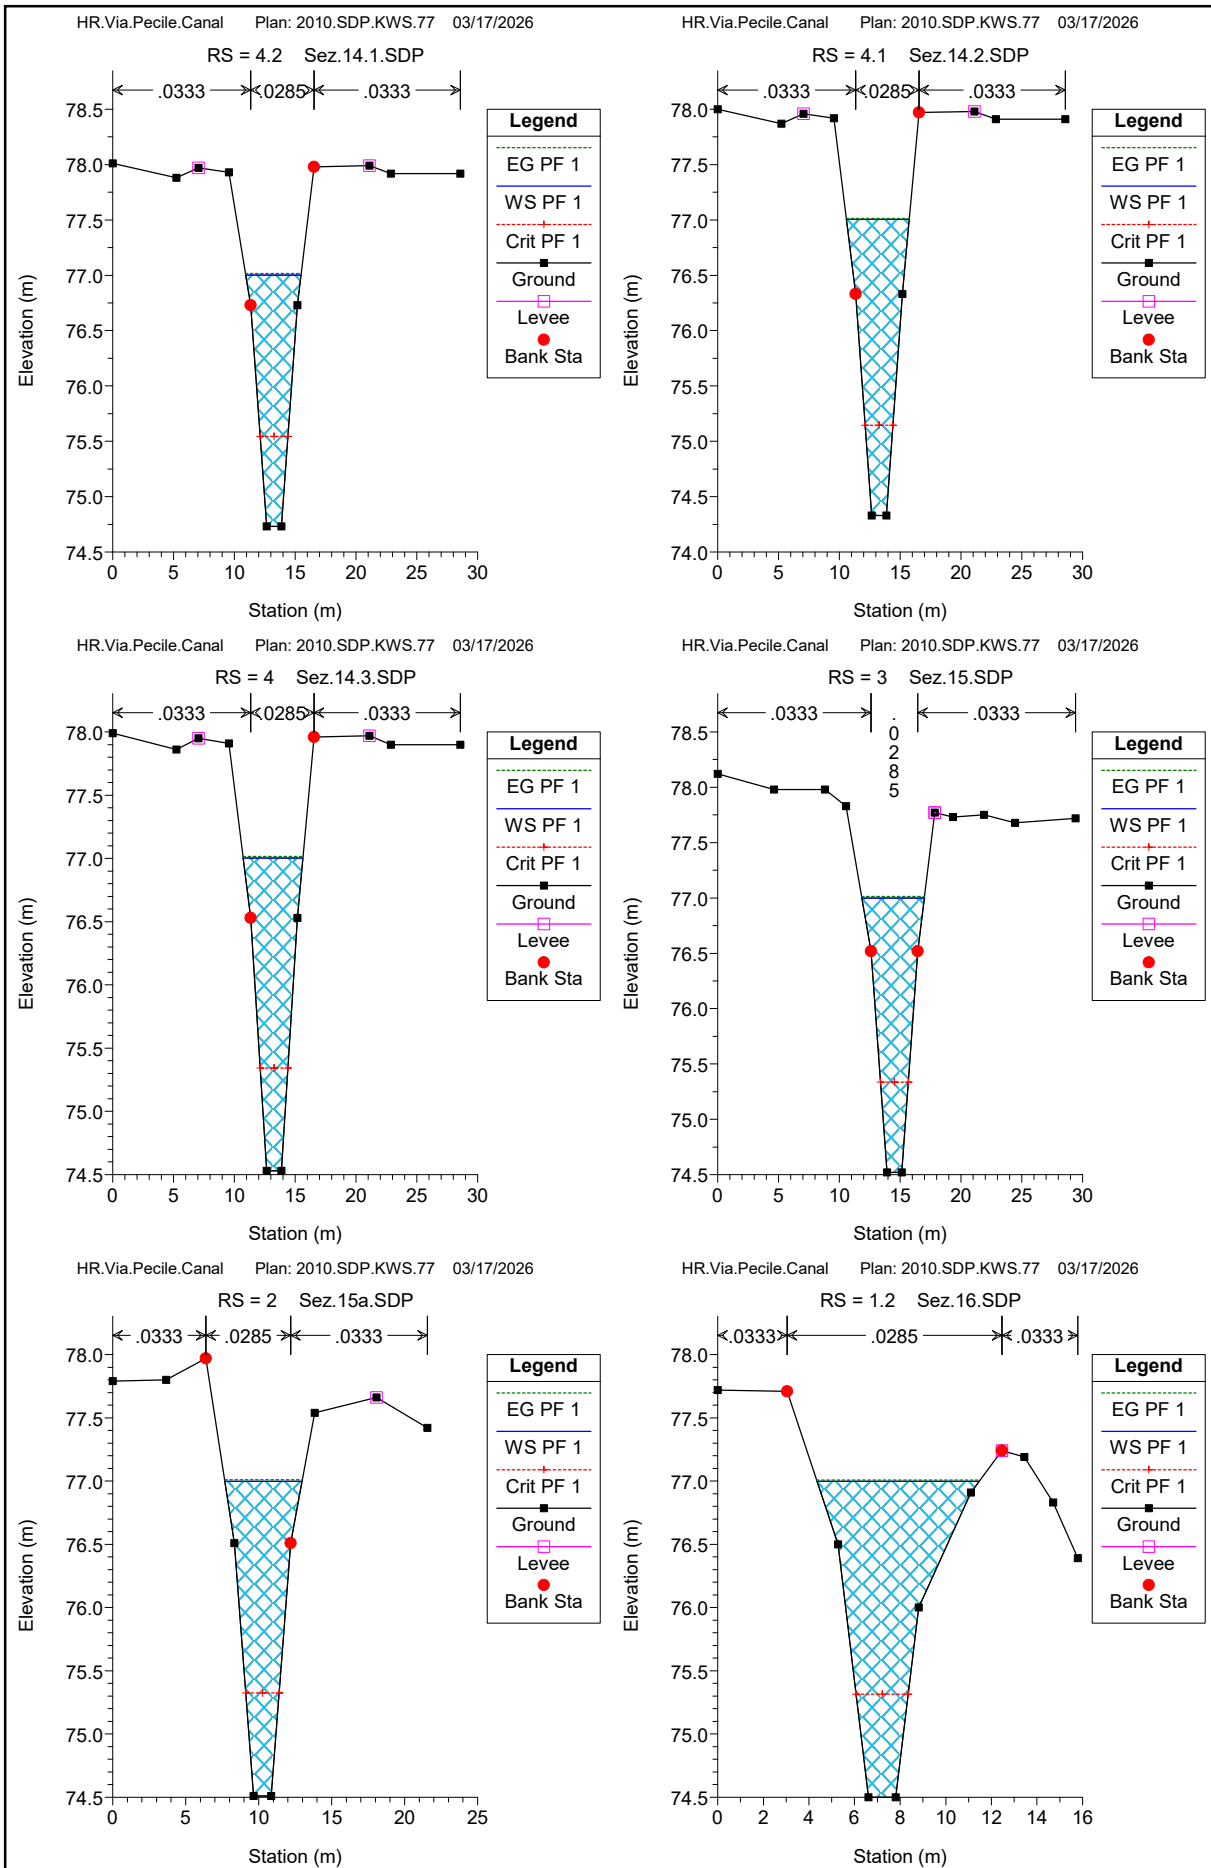 HR.Via.Pecile.Canal Plan: 2010.SDP.KWS.77 03/17/2026
RS = 4.2 Sez.14.1.SDP
.0333 .0285 .0333
78.5
78.0
77.5
77.0
76.5
76.0
75.5
75.0
74.5
Elevation (m)
0 5 10 15 20 25 30
Station (m)
Legend
EG PF 1
WS PF 1
Crit PF 1
Ground
Levee
Bank Sta
HR.Via.Pecile.Canal Plan: 2010.SDP.KWS.77 03/17/2026
RS = 4.1 Sez.14.2.SDP
.0333 .0285 .0333
78.0
77.5
77.0
76.5
76.0
75.5
75.0
74.5
74.0
Elevation (m)
0 5 10 15 20 25 30
Station (m)
Legend
EG PF 1
WS PF 1
Crit PF 1
Ground
Levee
Bank Sta
HR.Via.Pecile.Canal Plan: 2010.SDP.KWS.77 03/17/2026
RS = 4 Sez.14.3.SDP
.0333 .0285 .0333
78.0
77.5
77.0
76.5
76.0
75.5
75.0
74.5
Elevation (m)
0 5 10 15 20 25 30
Station (m)
Legend
EG PF 1
WS PF 1
Crit PF 1
Ground
Levee
Bank Sta
HR.Via.Pecile.Canal Plan: 2010.SDP.KWS.77 03/17/2026
RS = 3 Sez.15.SDP
.0333 .0285 .0333
78.5
78.0
77.5
77.0
76.5
76.0
75.5
75.0
74.5
Elevation (m)
0 5 10 15 20 25 30
Station (m)
Legend
EG PF 1
WS PF 1
Crit PF 1
Ground
Levee
Bank Sta
HR.Via.Pecile.Canal Plan: 2010.SDP.KWS.77 03/17/2026
RS = 2 Sez.15a.SDP
.0333 .0285 .0333
78.0
77.5
77.0
76.5
76.0
75.5
75.0
74.5
Elevation (m)
0 5 10 15 20 25
Station (m)
Legend
EG PF 1
WS PF 1
Crit PF 1
Ground
Levee
Bank Sta
HR.Via.Pecile.Canal Plan: 2010.SDP.KWS.77 03/17/2026
RS = 1.2 Sez.16.SDP
.0333 .0285 .0333
78.0
77.5
77.0
76.5
76.0
75.5
75.0
74.5
Elevation (m)
0 2 4 6 8 10 12 14 16
Station (m)
Legend
EG PF 1
WS PF 1
Crit PF 1
Ground
Levee
Bank Sta